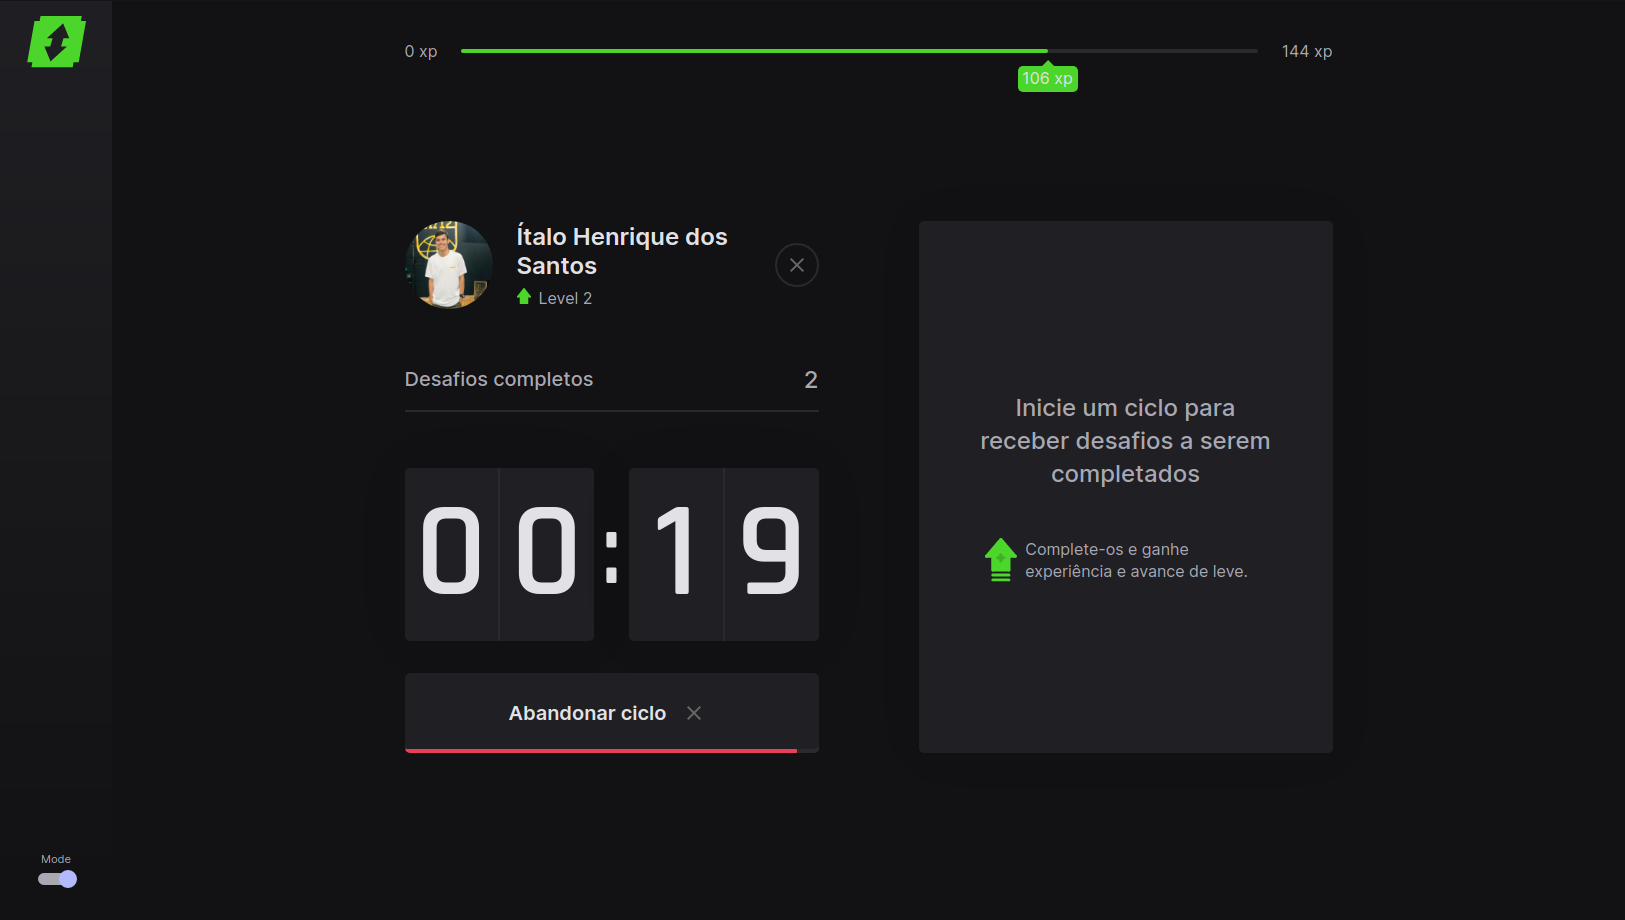 0 xp
144 xp
106 xp
Ítalo Henrique dos
Santos
Level 2
Desafios completos
2
00:19
Abandonar ciclo
Inicie um ciclo para
receber desafios a serem
completados
Complete-os e ganhe
experiência e avance de leve.
Mode